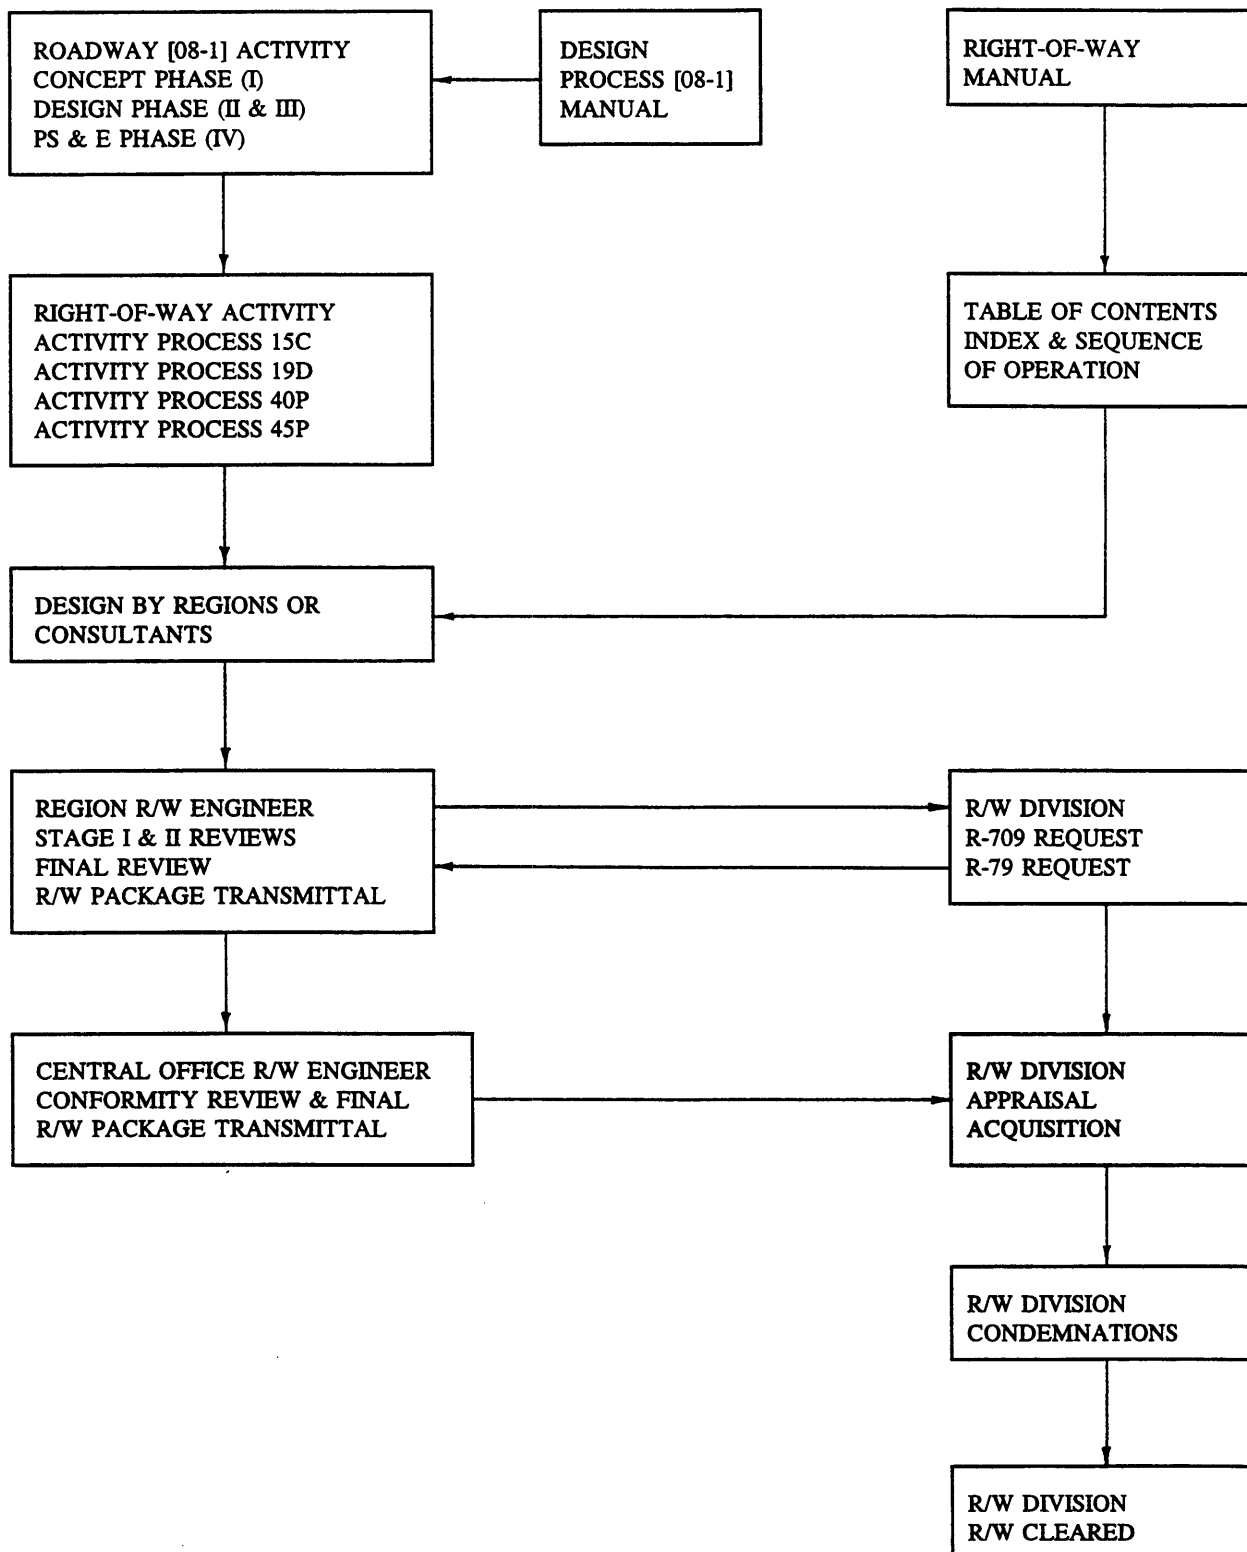 ROADWAY [08-1] ACTIVITY
CONCEPT PHASE (I)
DESIGN PHASE (II & III)
PS & E PHASE (IV)
DESIGN
PROCESS [08-1]
MANUAL
RIGHT-OF-WAY
MANUAL
RIGHT-OF-WAY ACTIVITY
ACTIVITY PROCESS 15C
ACTIVITY PROCESS 19D
ACTIVITY PROCESS 40P
ACTIVITY PROCESS 45P
TABLE OF CONTENTS
INDEX & SEQUENCE
OF OPERATION
DESIGN BY REGIONS OR
CONSULTANTS
REGION R/W ENGINEER
STAGE I & II REVIEWS
FINAL REVIEW
R/W PACKAGE TRANSMITTAL
R/W DIVISION
R-709 REQUEST
R-79 REQUEST
CENTRAL OFFICE R/W ENGINEER
CONFORMITY REVIEW & FINAL
R/W PACKAGE TRANSMITTAL
R/W DIVISION
APPRAISAL
ACQUISITION
R/W DIVISION
CONDEMNATIONS
R/W DIVISION
R/W CLEARED